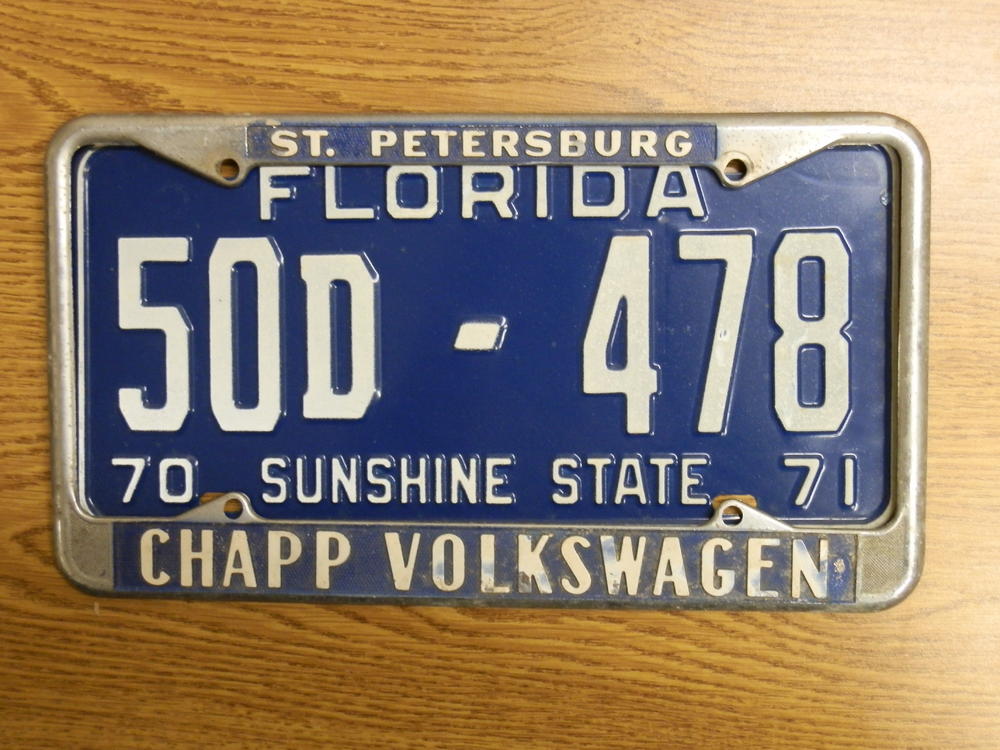 ST. PETERSBURG
FLORIDA
50D - 478
70 SUNSHINE STATE 71
CHAPP VOLKSWAGEN